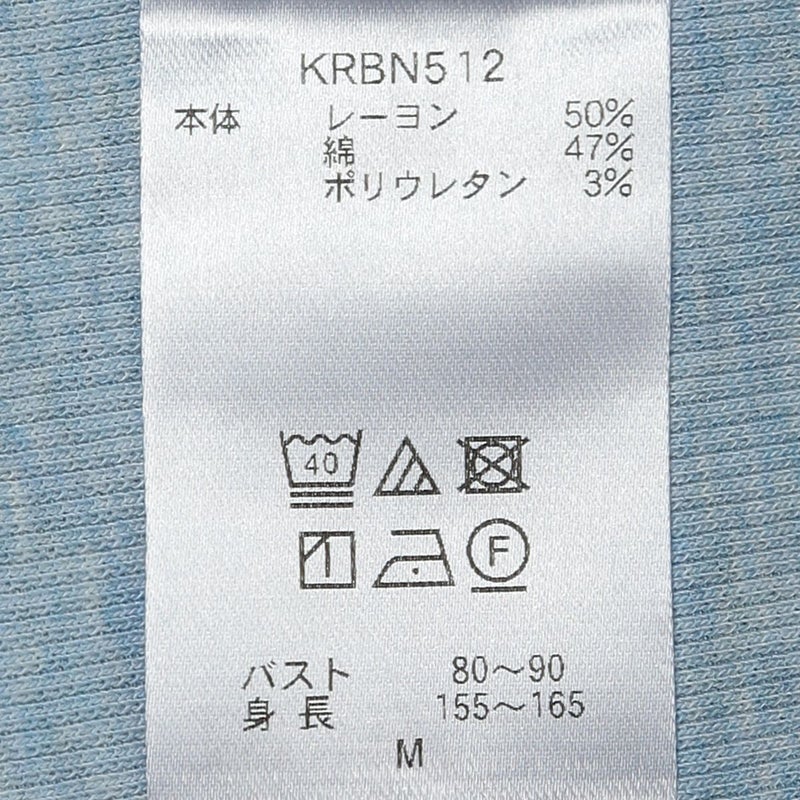 KRBN512
本体 レーヨン 50%
綿 47%
ポリウレタン 3%
40
F
バスト 80〜90
身長 155〜165
M